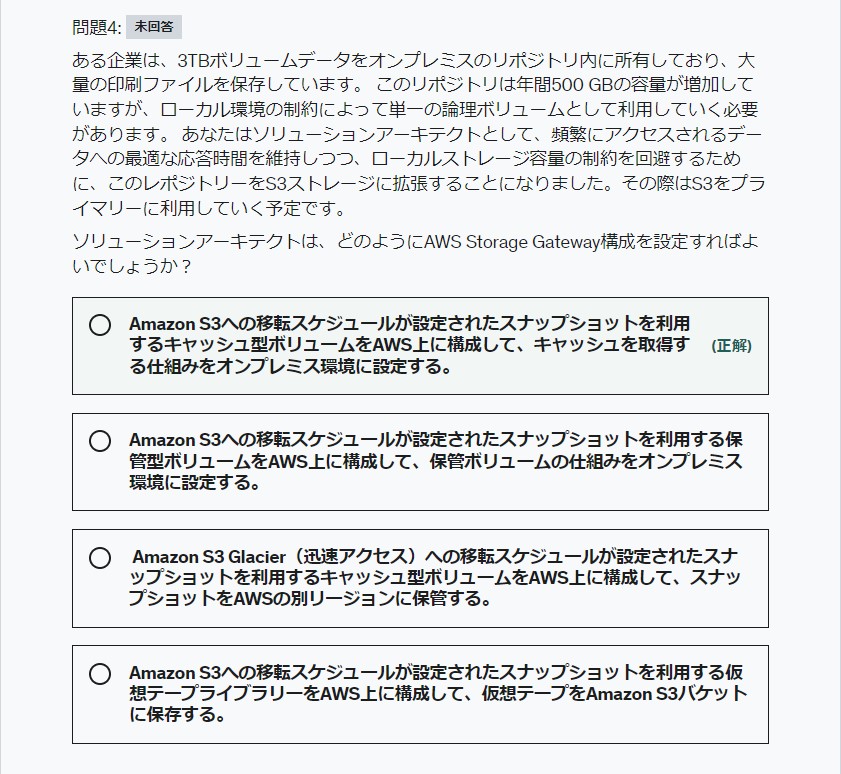 問題4: 未回答
ある企業は、3TBボリュームデータをオンプレミスのリポジトリ内に所有しており、大
量の印刷ファイルを保存しています。 このリポジトリは年間500 GBの容量が増加して
いますが、ローカル環境の制約によって単一の論理ボリュームとして利用していく必要
があります。 あなたはソリューションアーキテクトとして、頻繁にアクセスされるデー
タへの最適な応答時間を維持しつつ、ローカルストレージ容量の制約を回避するため
に、このレポジトリーをS3ストレージに拡張することになりました。その際はS3をプラ
イマリーに利用していく予定です。
ソリューションアーキテクトは、どのようにAWS Storage Gateway構成を設定すればよ
いでしょうか？
Amazon S3への移転スケジュールが設定されたスナップショットを利用
するキャッシュ型ボリュームをAWS上に構成して、キャッシュを取得す
る仕組みをオンプレミス環境に設定する。
(正解)
Amazon S3への移転スケジュールが設定されたスナップショットを利用する保
管型ボリュームをAWS上に構成して、保管ボリュームの仕組みをオンプレミス
環境に設定する。
Amazon S3 Glacier（迅速アクセス）への移転スケジュールが設定されたスナ
ップショットを利用するキャッシュ型ボリュームをAWS上に構成して、スナッ
プショットをAWSの別リージョンに保管する。
Amazon S3への移転スケジュールが設定されたスナップショットを利用する仮
想テープライブラリーをAWS上に構成して、仮想テープをAmazon S3バケット
に保存する。